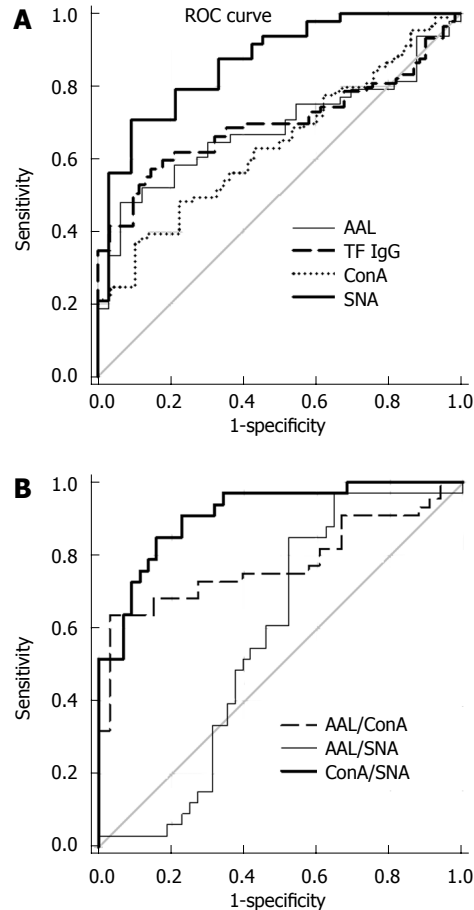 A
ROC curve
1.0
0.8
0.6
0.4
0.2
0.0
Sensitivity
AAL
TF IgG
ConA
SNA
0.0 0.2 0.4 0.6 0.8 1.0
1-specificity
B
1.0
0.8
0.6
0.4
0.2
0.0
Sensitivity
AAL/ConA
AAL/SNA
ConA/SNA
0.0 0.2 0.4 0.6 0.8 1.0
1-specificity